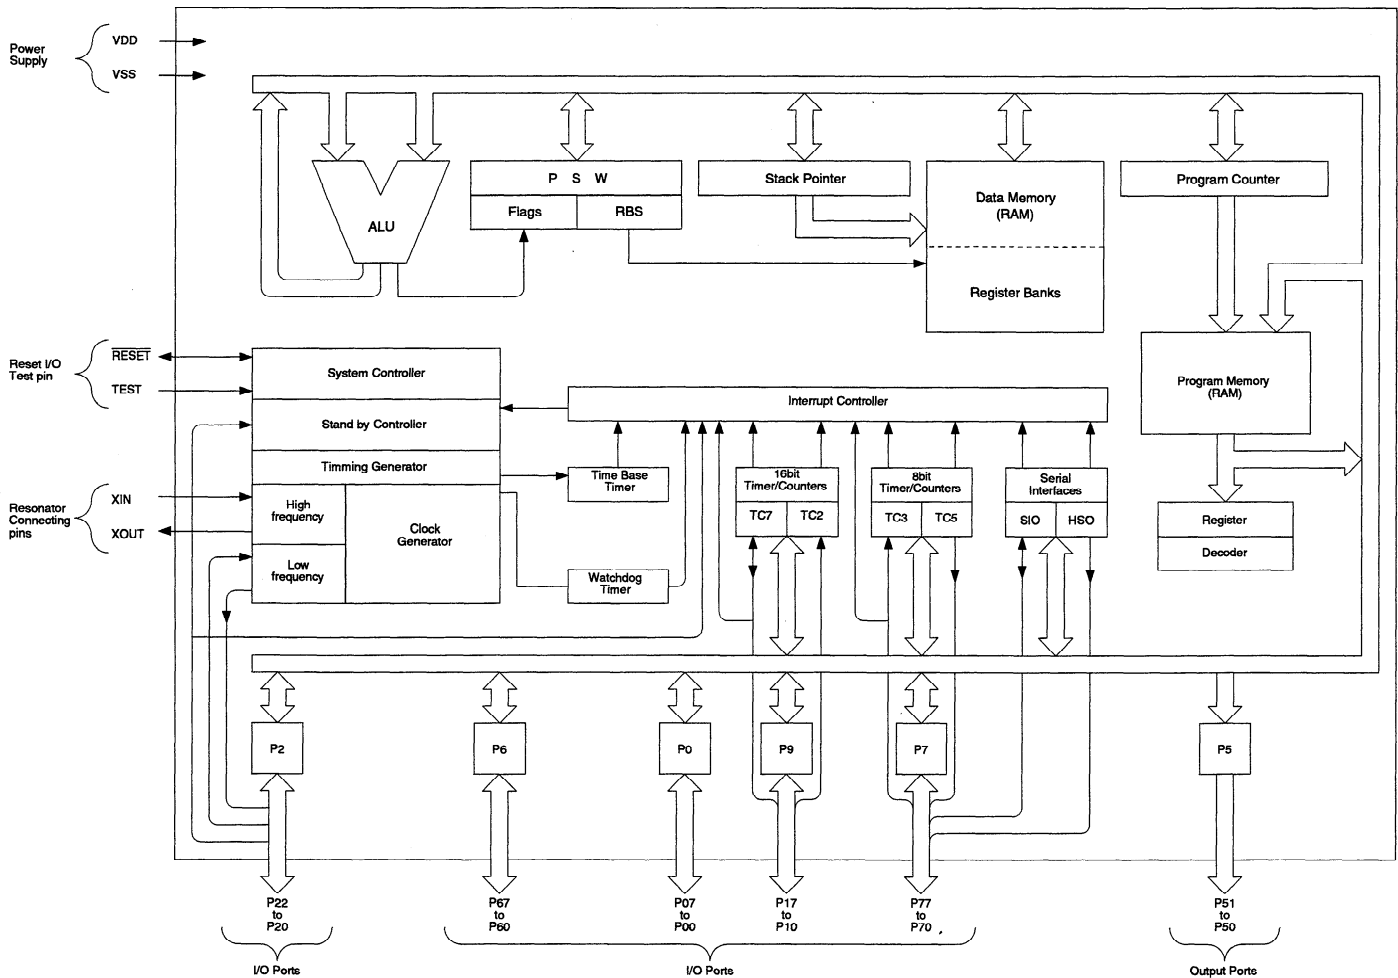 Power
Supply
VDD
VSS
ALU
P S W
Flags
RBS
Stack Pointer
Data Memory
(RAM)
Register Banks
Program Counter
Reset I/O
Test pin
RESET
TEST
System Controller
Stand by Controller
Timming Generator
High
frequency
Low
frequency
Clock
Generator
Resonator
Connecting
pins
XIN
XOUT
Interrupt Controller
Time Base
Timer
Watchdog
Timer
16bit
Timer/Counters
TC7
TC2
8bit
Timer/Counters
TC3
TC5
Serial
Interfaces
SIO
HSO
Program Memory
(RAM)
Register
Decoder
P2
P6
P0
P9
P7
P5
P22
to
P20
P67
to
P60
P07
to
P00
P17
to
P10
P77
to
P70
P51
to
P50
I/O Ports
I/O Ports
Output Ports